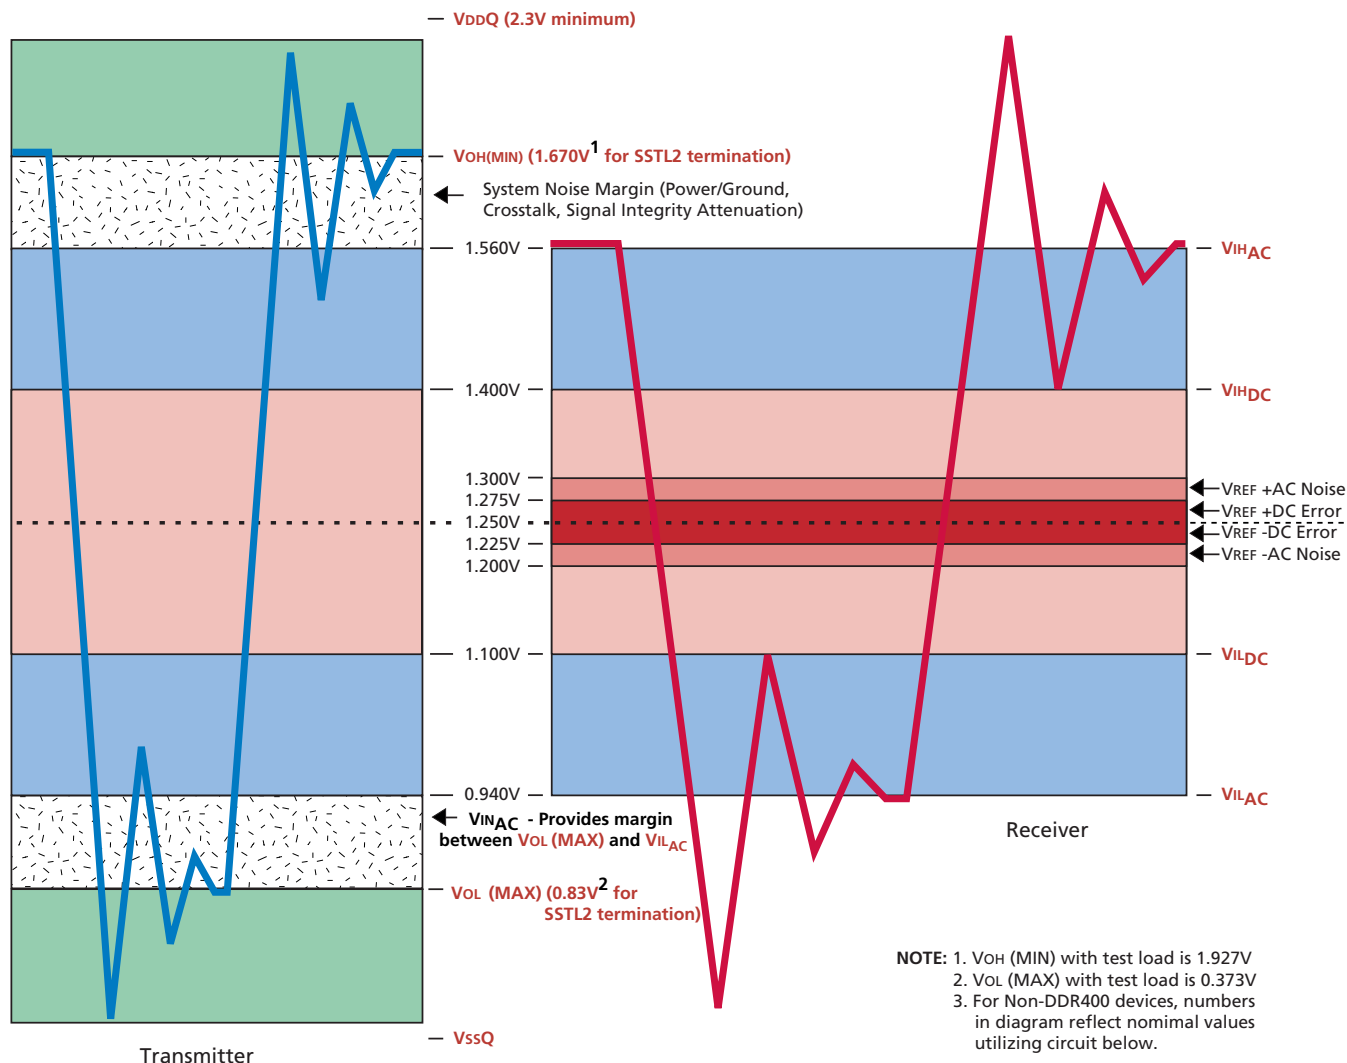 VDDQ (2.3V minimum)
VOH(MIN) (1.670V1 for SSTL2 termination)
System Noise Margin (Power/Ground,
Crosstalk, Signal Integrity Attenuation)
1.560V
VIHAC
1.400V
VIHDC
1.300V
VREF +AC Noise
1.275V
VREF +DC Error
1.250V
VREF -DC Error
1.225V
VREF -AC Noise
1.200V
1.100V
VILDC
0.940V
VILAC
VINAC - Provides margin
between VOL (MAX) and VILAC
Receiver
VOL (MAX) (0.83V2 for
SSTL2 termination)
NOTE: 1. VOH (MIN) with test load is 1.927V
2. VOL (MAX) with test load is 0.373V
3. For Non-DDR400 devices, numbers
in diagram reflect nomimal values
utilizing circuit below.
VssQ
Transmitter